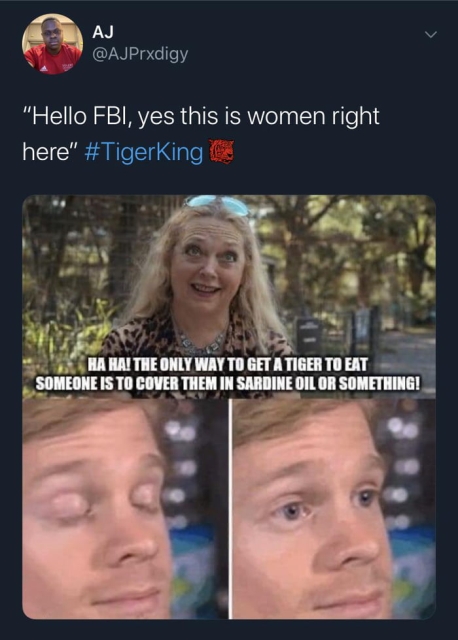 AJ
@AJPrxdigy
“Hello FBI, yes this is women right
here” #TigerKing
HA HA! THE ONLY WAY TO GET A TIGER TO EAT
SOMEONE IS TO COVER THEM IN SARDINE OIL OR SOMETHING!